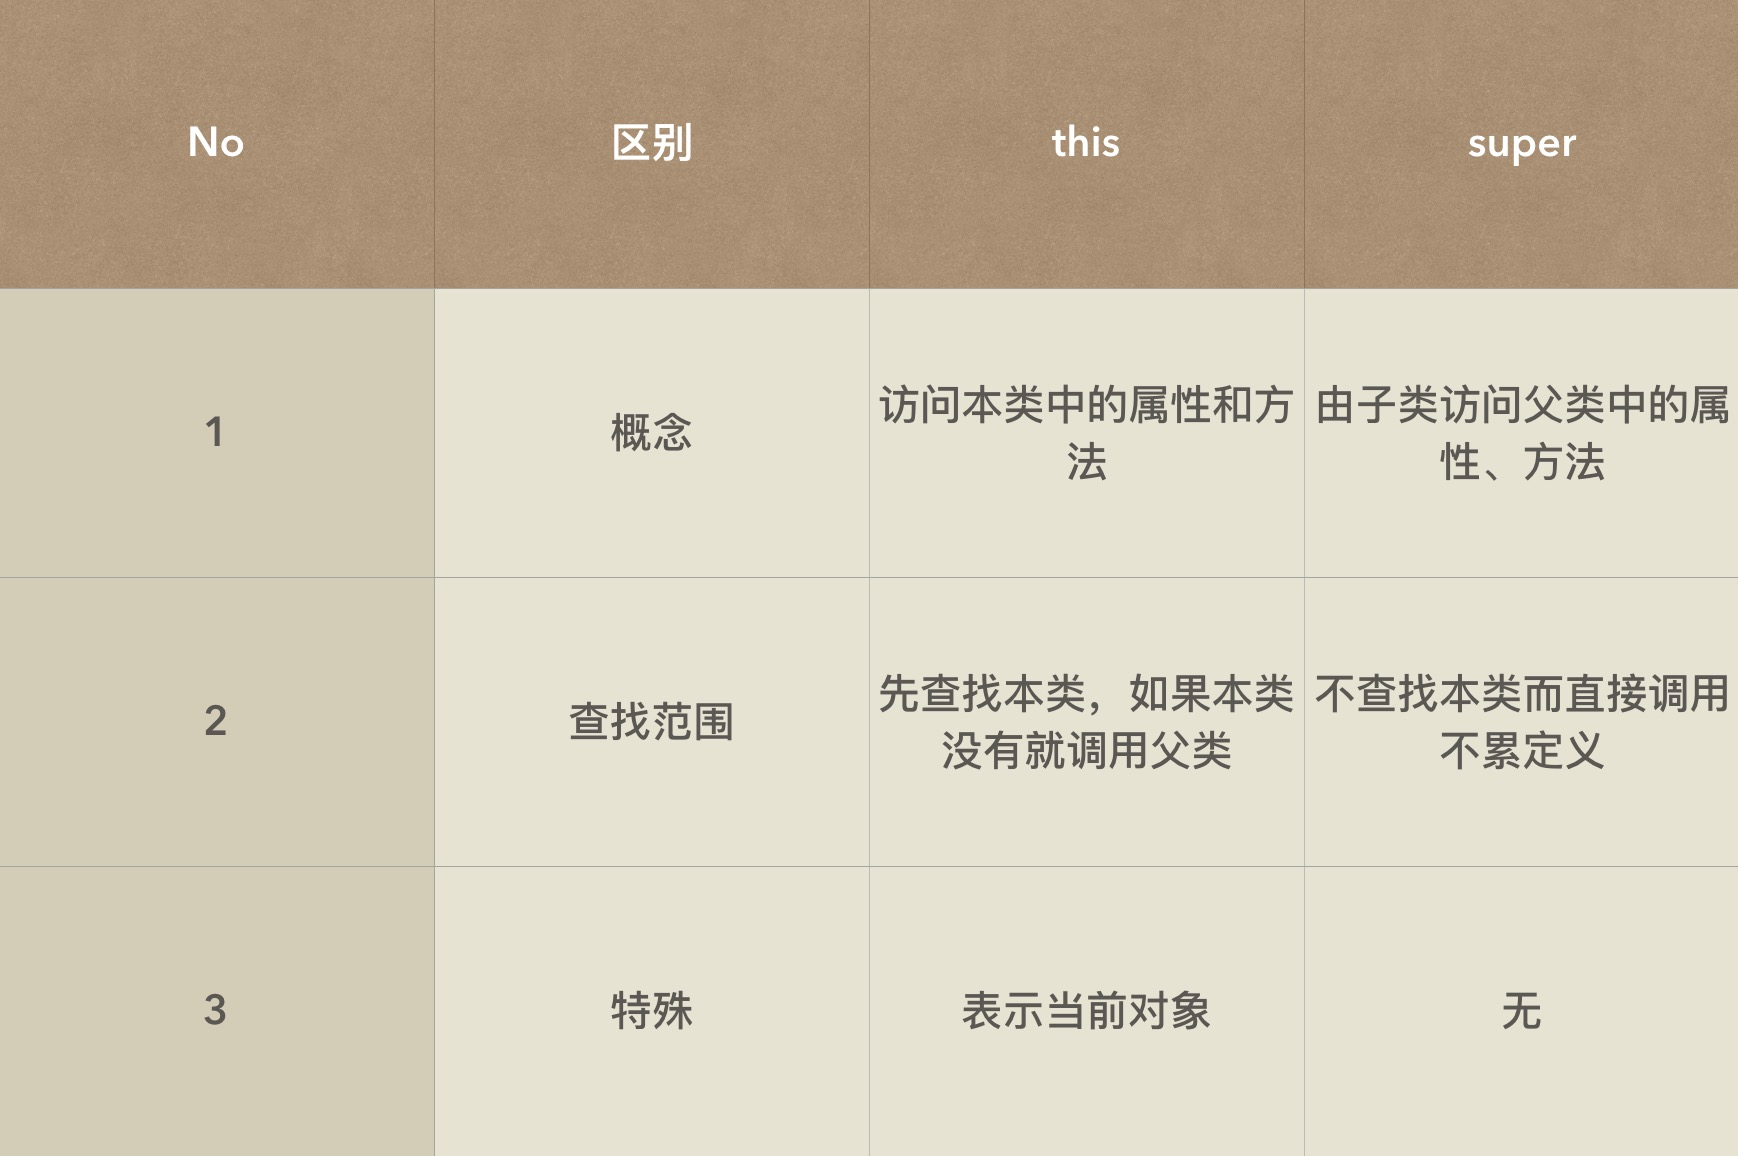 No 区别 this super
1 概念 访问本类中的属性和方
法 由子类访问父类中的属
性、方法
2 查找范围 先查找本类，如果本类
没有就调用父类 不查找本类而直接调用
不累定义
3 特殊 表示当前对象 无